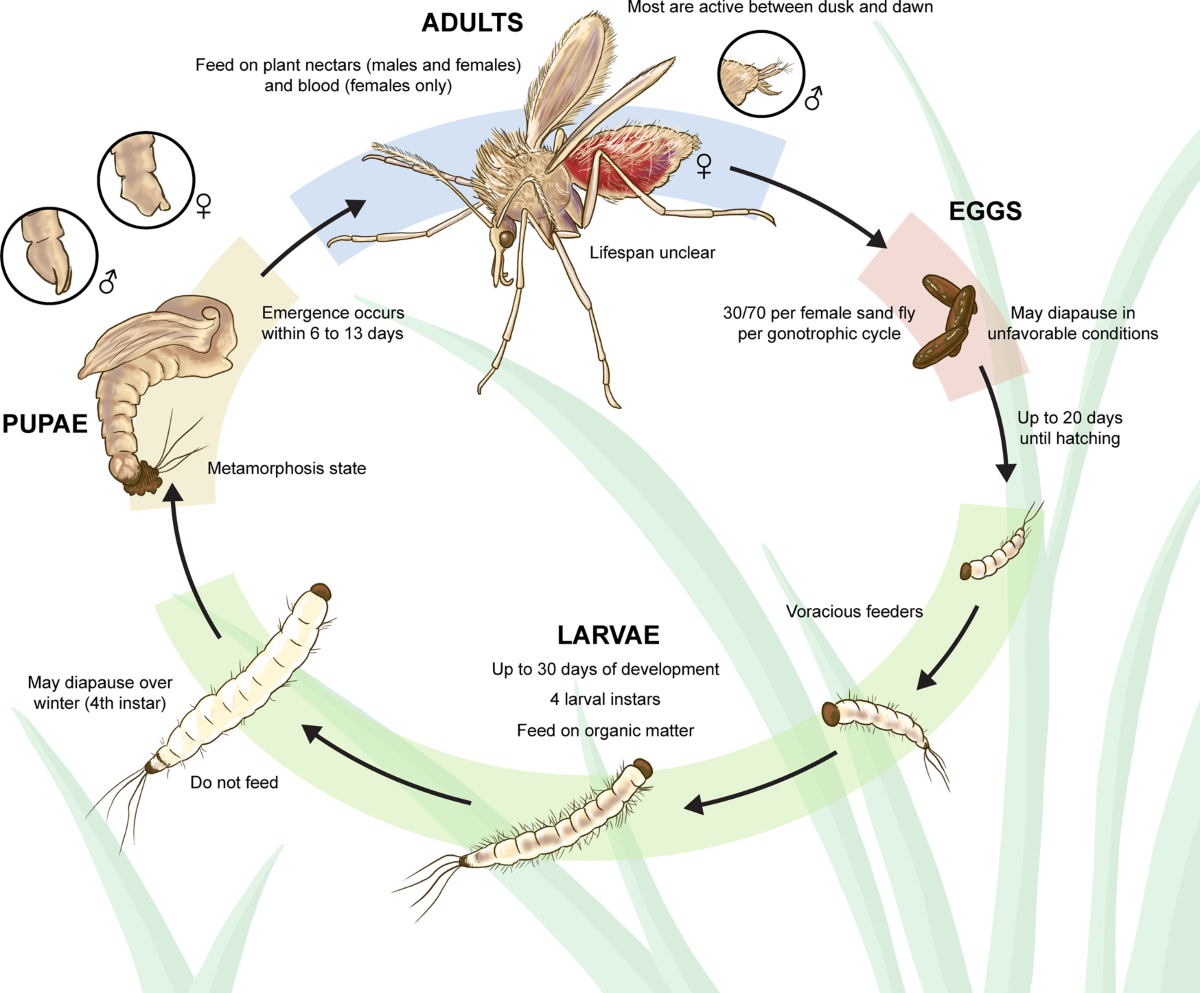 Most are active between dusk and dawn
ADULTS
Feed on plant nectars (males and females)
and blood (females only)
♂
♀
♀
♂
EGGS
Lifespan unclear
30/70 per female sand fly
per gonotrophic cycle
May diapause in
unfavorable conditions
Emergence occurs
within 6 to 13 days
PUPAE
Up to 20 days
until hatching
Metamorphosis state
Voracious feeders
LARVAE
Up to 30 days of development
4 larval instars
Feed on organic matter
May diapause over
winter (4th instar)
Do not feed